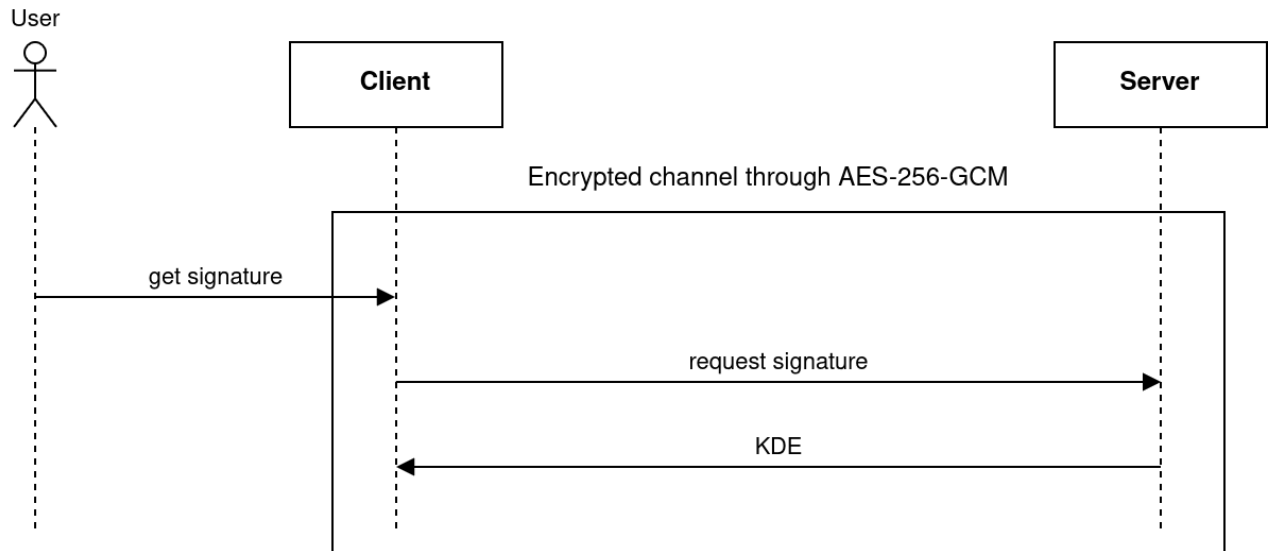 User
Client
Server
Encrypted channel through AES-256-GCM
get signature
request signature
KDE